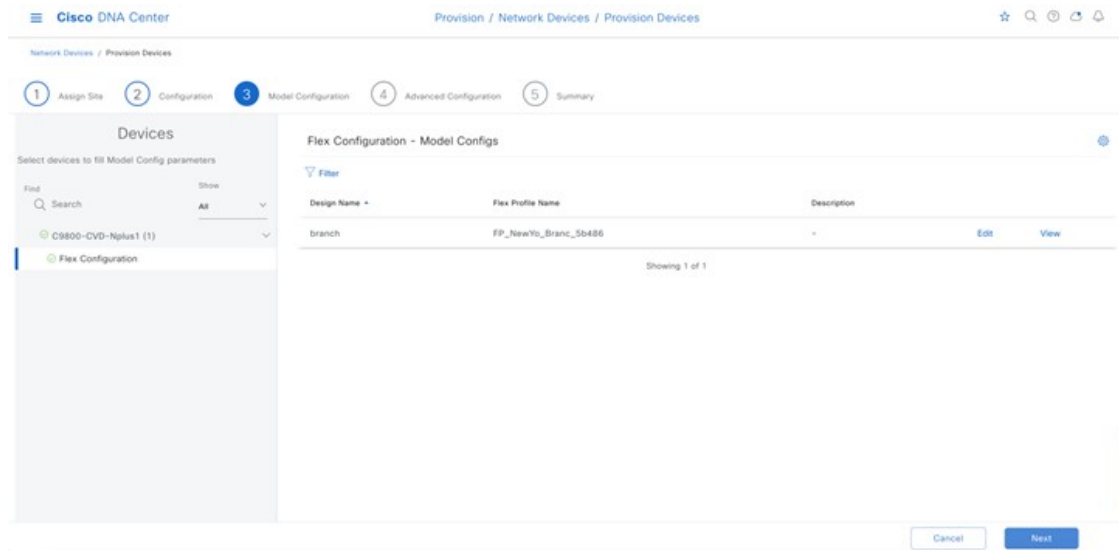 Cisco DNA Center
Provision / Network Devices / Provision Devices
Network Devices / Provision Devices
1 Assign Site 2 Configuration 3 Model Configuration 4 Advanced Configuration 5 Summary
Devices
Select devices to fill Model Config parameters
Find Show
Search All
C9800-CVD-Nplus1 (1)
Flex Configuration
Flex Configuration - Model Configs
Filter
Design Name Flex Profile Name Description
branch FP_NewYo_Branc_5b486 - Edit View
Showing 1 of 1
Cancel Next